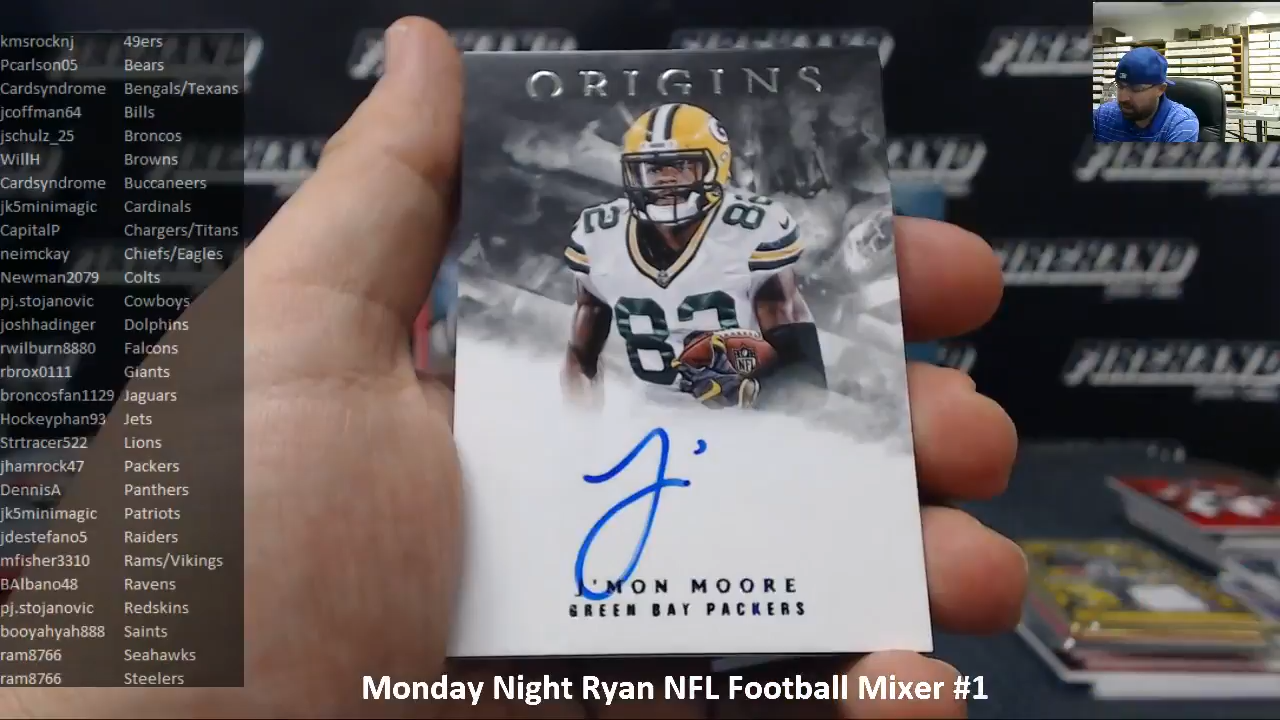 kmsrocknj 49ers
Pcarlson05 Bears
Cardsyndrome Bengals/Texans
jcoffman64 Bills
jschulz_25 Broncos
WillH Browns
Cardsyndrome Buccaneers
jk5minimagic Cardinals
CapitalP Chargers/Titans
neimckay Chiefs/Eagles
Newman2079 Colts
pj.stojanovic Cowboys
joshhadinger Dolphins
rwilburn8880 Falcons
rbrox0111 Giants
broncosfan1129 Jaguars
Hockeyphan93 Jets
Strtracer522 Lions
jhamrock47 Packers
DennisA Panthers
jk5minimagic Patriots
jdestefano5 Raiders
mfisher3310 Rams/Vikings
BAlbano48 Ravens
pj.stojanovic Redskins
booyahyah888 Saints
ram8766 Seahawks
ram8766 Steelers
ORIGINS
G
82
82
82
NFL
J'
J'MON MOORE
GREEN BAY PACKERS
Monday Night Ryan NFL Football Mixer #1